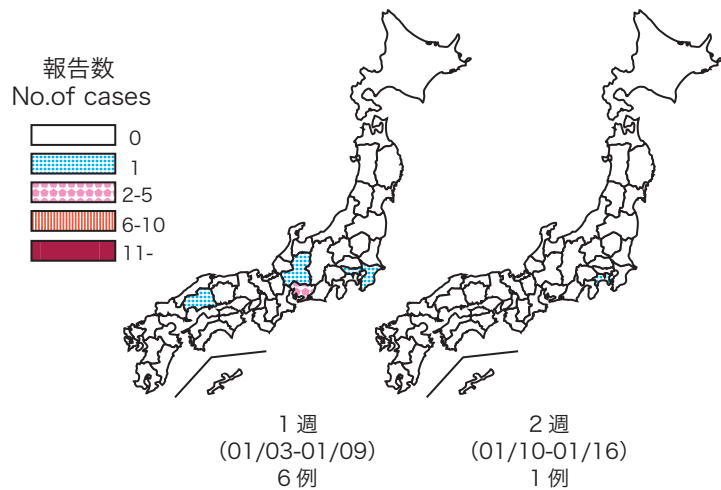 報告数
No.of cases
0
1
2-5
6-10
11-
1 週
（01/03-01/09）
6 例
2 週
（01/10-01/16）
1 例